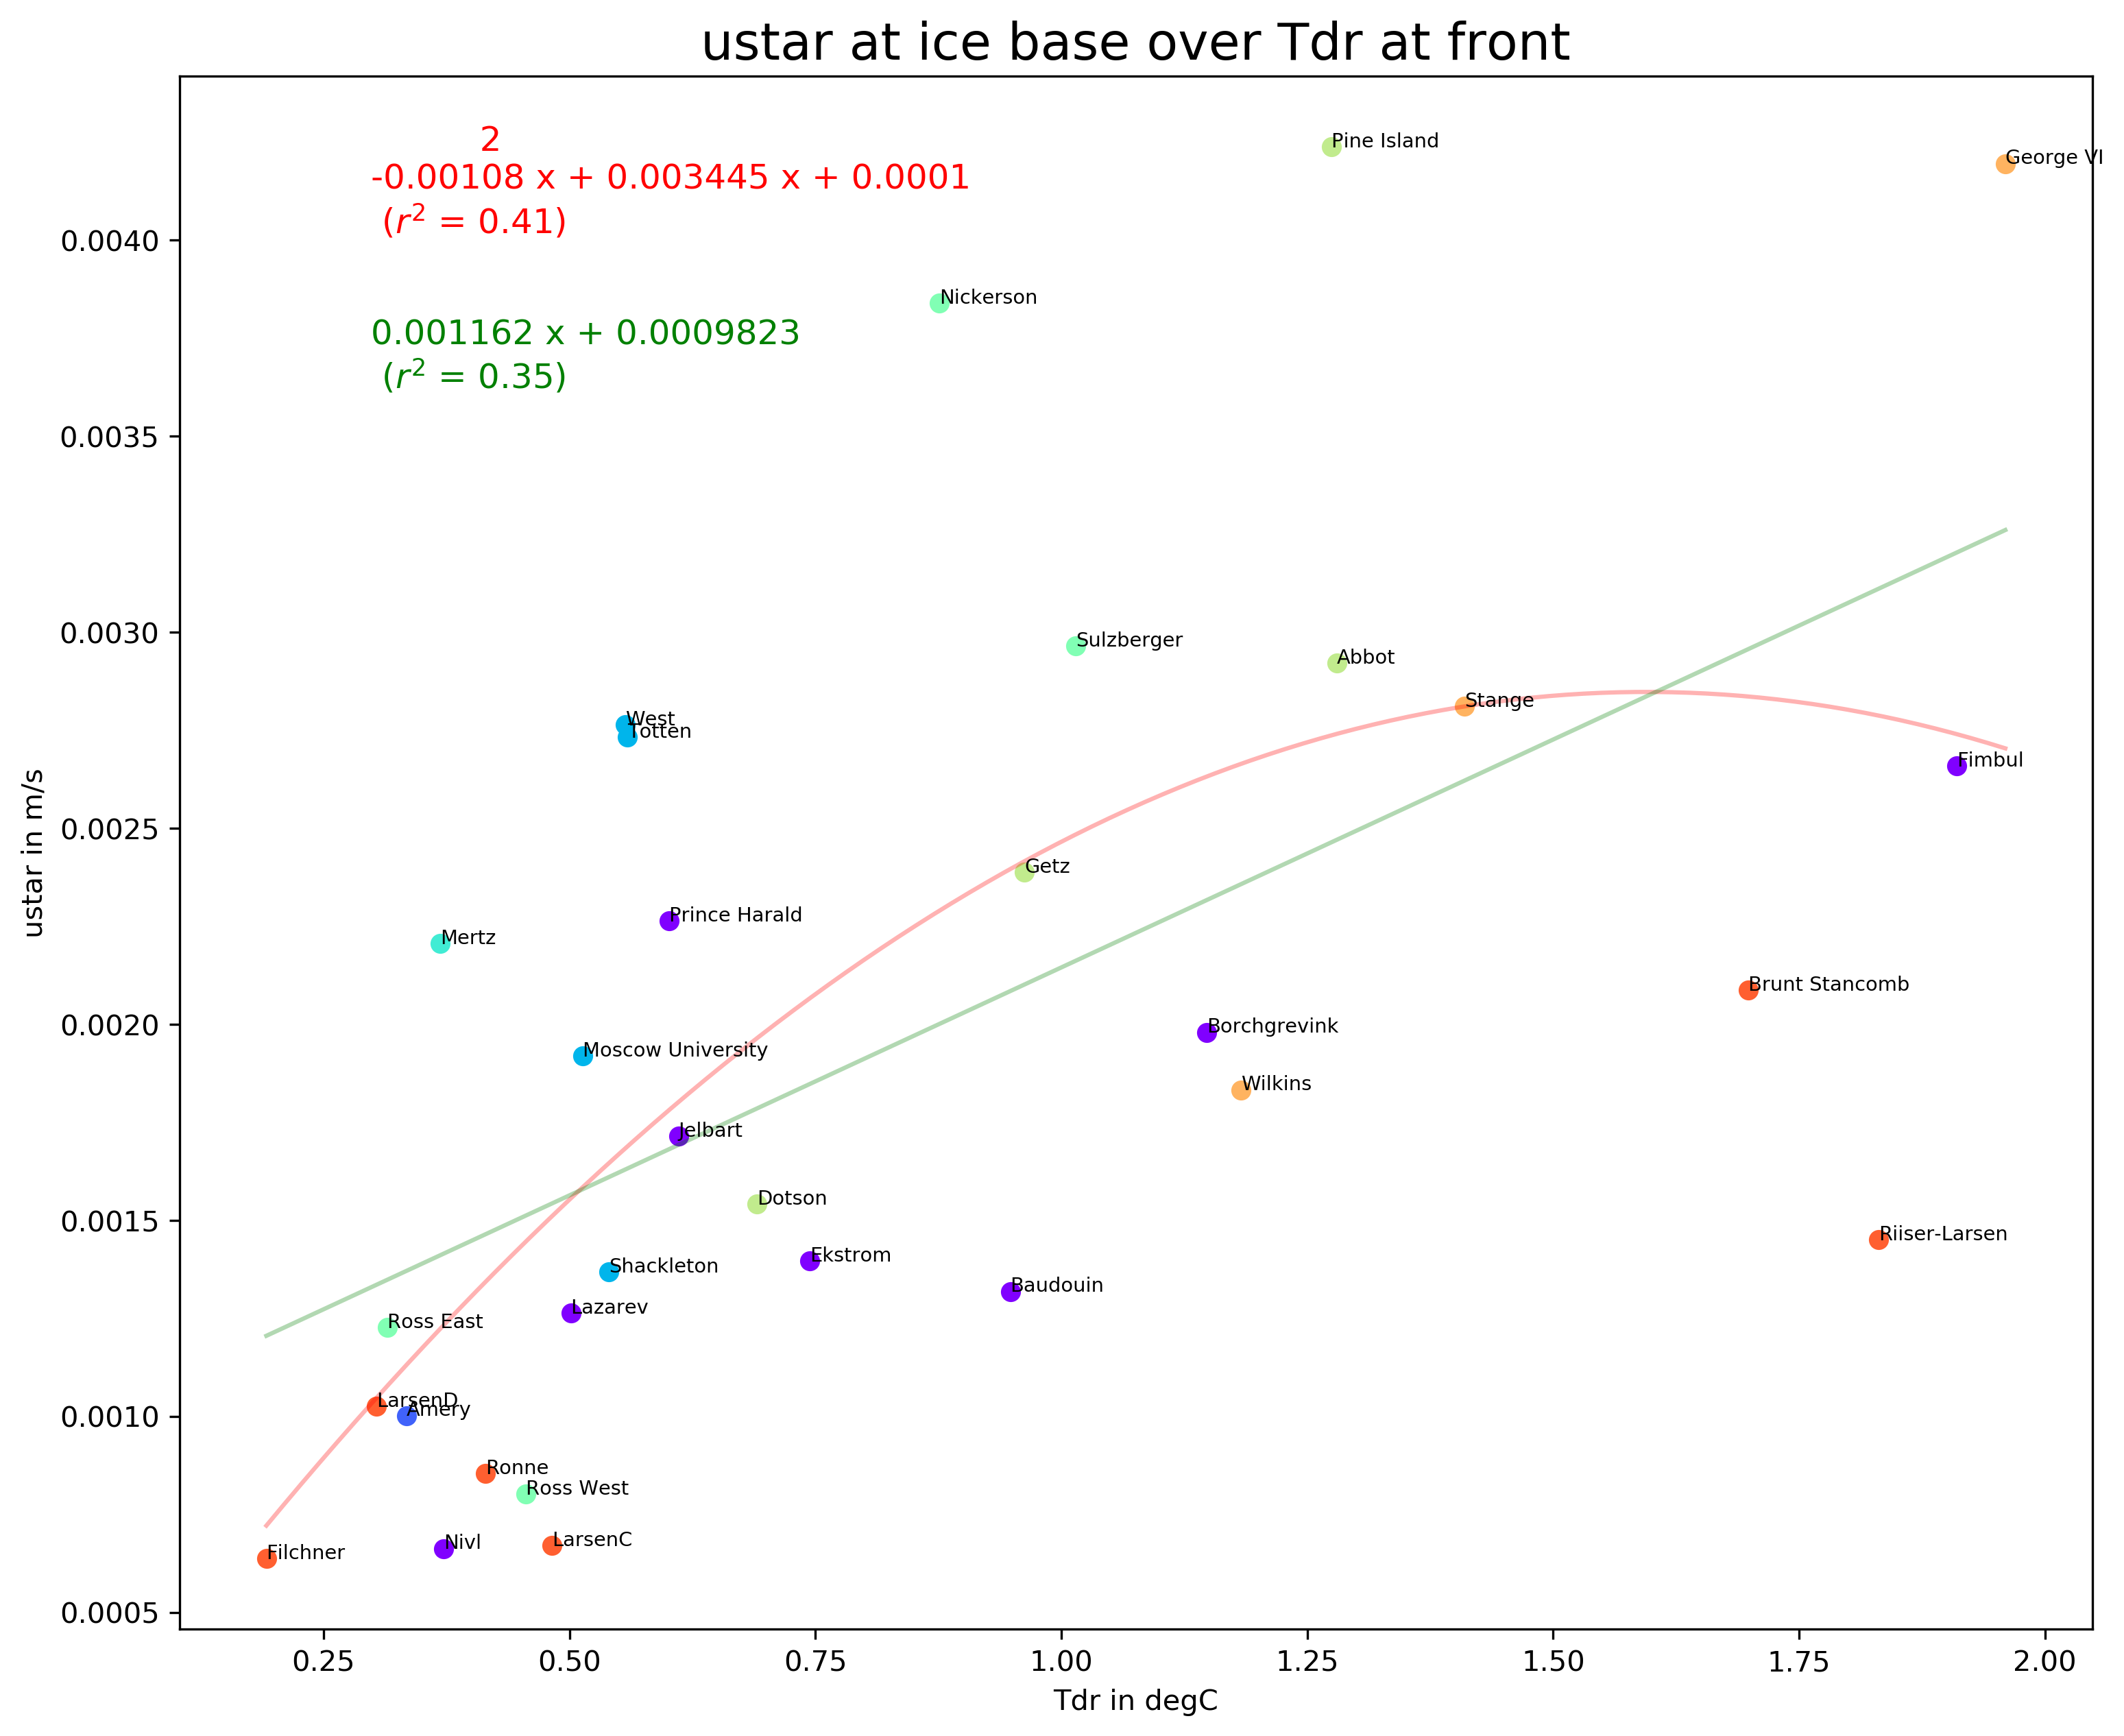 ustar at ice base over Tdr at front
2
-0.00108 x + 0.003445 x + 0.0001
(r² = 0.41)
0.001162 x + 0.0009823
(r² = 0.35)
Pine Island
George VI
Nickerson
Sulzberger
Abbot
Stange
West
Totten
Fimbul
Getz
Prince Harald
Mertz
Brunt Stancomb
Borchgrevink
Moscow University
Wilkins
Jelbart
Dotson
Riiser-Larsen
Ekstrom
Shackleton
Baudouin
Lazarev
Ross East
LarsenD
Amery
Ronne
Ross West
LarsenC
Nivl
Filchner
0.0040
0.0035
0.0030
0.0025
0.0020
0.0015
0.0010
0.0005
ustar in m/s
0.25 0.50 0.75 1.00 1.25 1.50 1.75 2.00
Tdr in degC